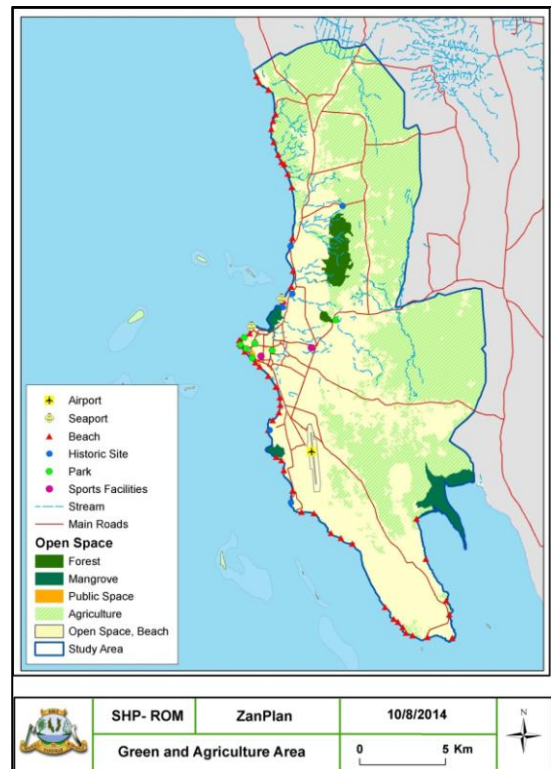 Airport
Seaport
Beach
Historic Site
Park
Sports Facilities
Stream
Main Roads
Open Space
Forest
Mangrove
Public Space
Agriculture
Open Space, Beach
Study Area
SHP- ROM
ZanPlan
10/8/2014
Green and Agriculture Area
0 5 Km